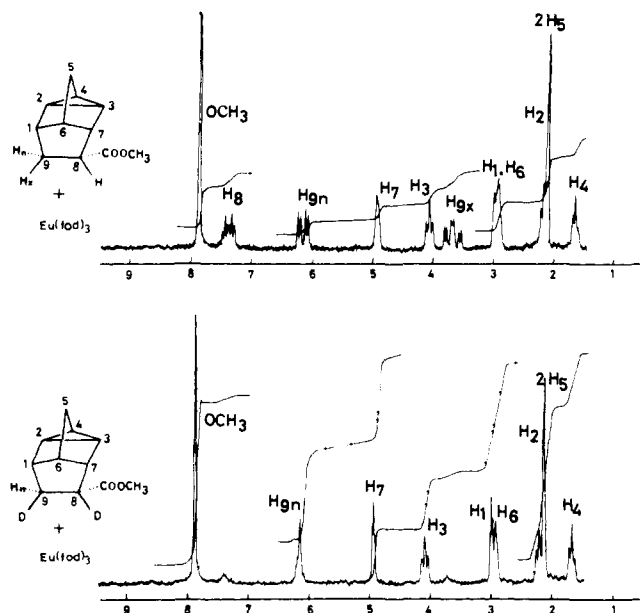 5
4
2
3
1
6
7
Hn
9
8
COOCH3
Hx
H
+
Eu(fod)3
OCH3
H8
H9n
H7
H3
H9x
H1, H6
H2
2H5
H4
9 8 7 6 5 4 3 2 1
5
4
2
3
1
6
7
Hn
9
8
COOCH3
D
D
+
Eu(fod)3
OCH3
H9n
H7
H3
H1 H6
H2
2H5
H4
9 8 7 6 5 4 3 2 1